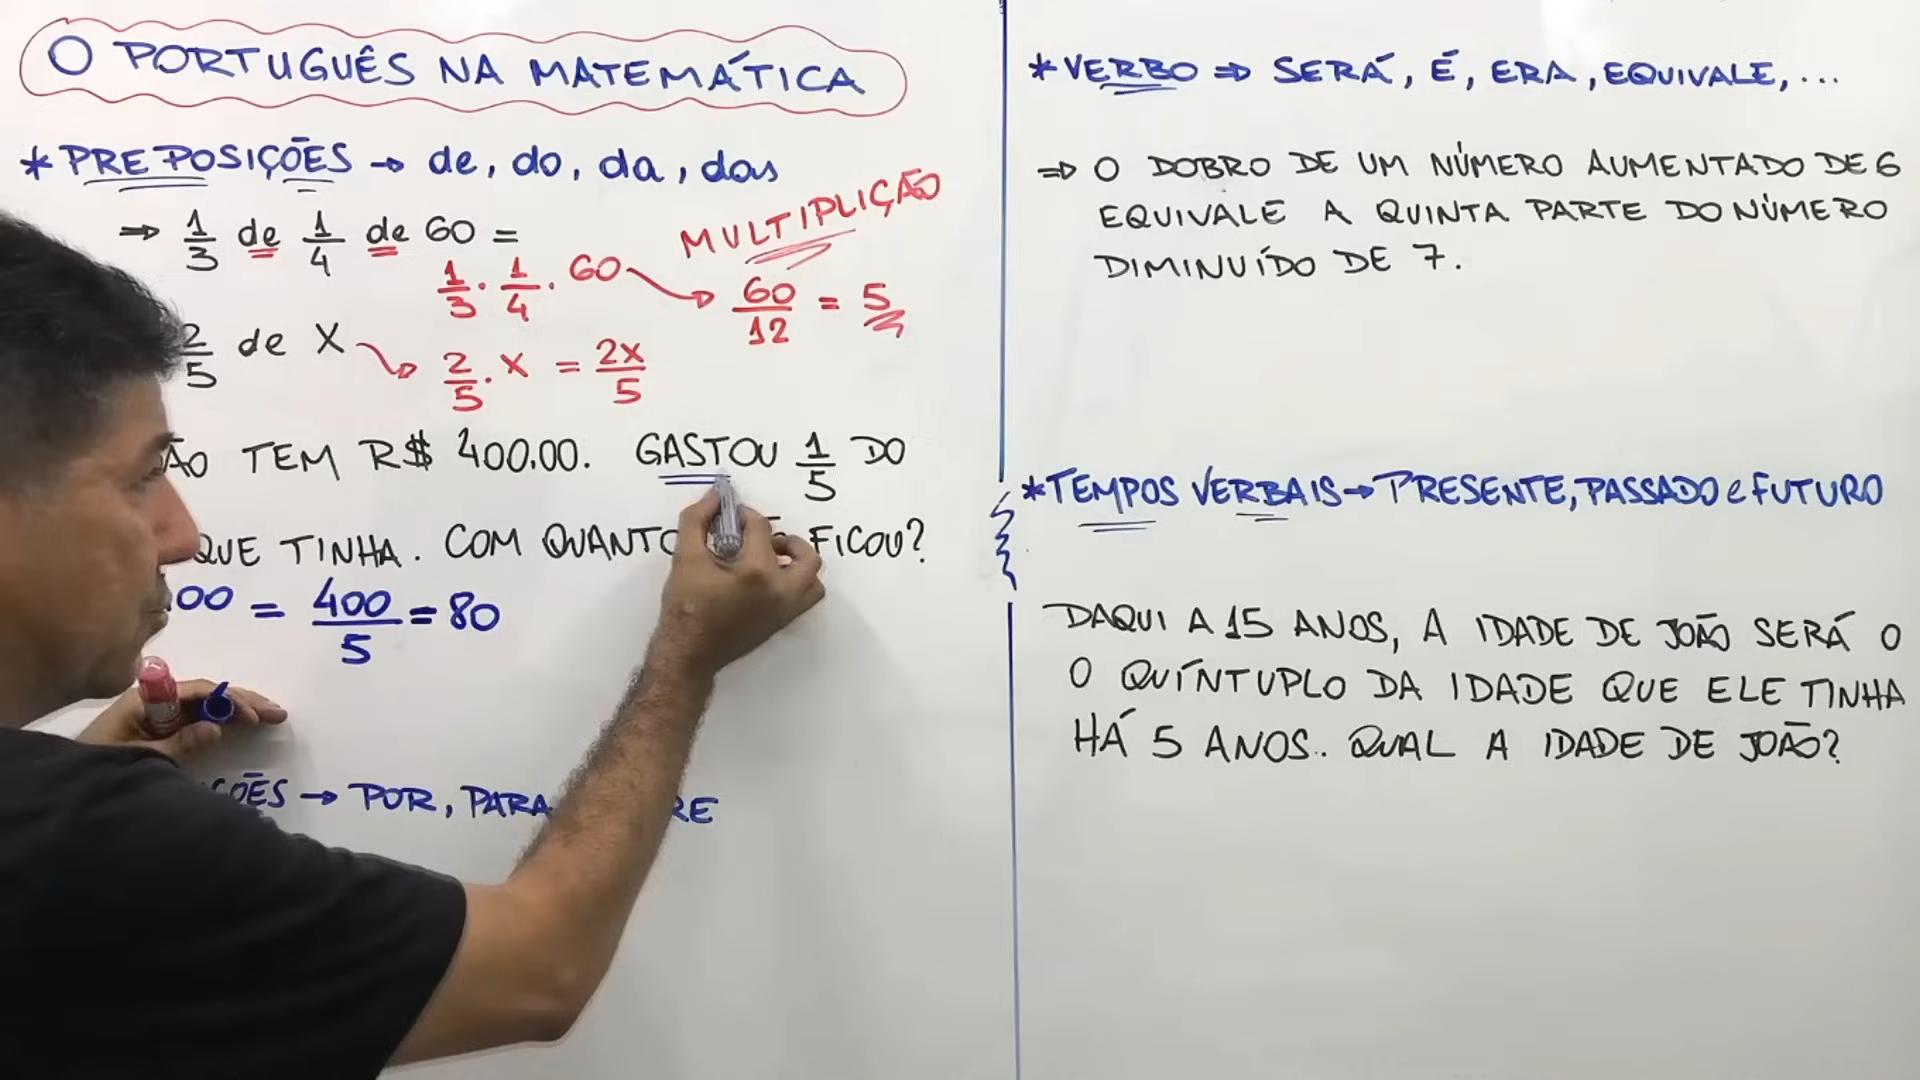 O PORTUGUÊS NA MATEMÁTICA
* PREPOSIÇÕES → de, do, da, dos
⇒ 1/3 de 1/4 de 60 =
MULTIPLIÇAÕ
1/3 . 1/4 . 60 → 60/12 = 5
2/5 de X → 2/5 . x = 2x/5
TEM R$ 400,00. GASTOU 1/5 DO
QUE TINHA. COM QUANTO FICOU?
= 400/5 = 80
→ POR, PARA
* VERBO ⇒ SERÁ, É, ERA, EQUIVALE, ...
⇒ O DOBRO DE UM NÚMERO AUMENTADO DE 6
EQUIVALE A QUINTA PARTE DO NÚMERO
DIMINUÍDO DE 7.
* TEMPOS VERBAIS → PRESENTE, PASSADO e FUTURO
DAQUI A 15 ANOS, A IDADE DE JOÃO SERÁ O
O QUÍNTUPLO DA IDADE QUE ELE TINHA
HÁ 5 ANOS.. QUAL A IDADE DE JOÃO?